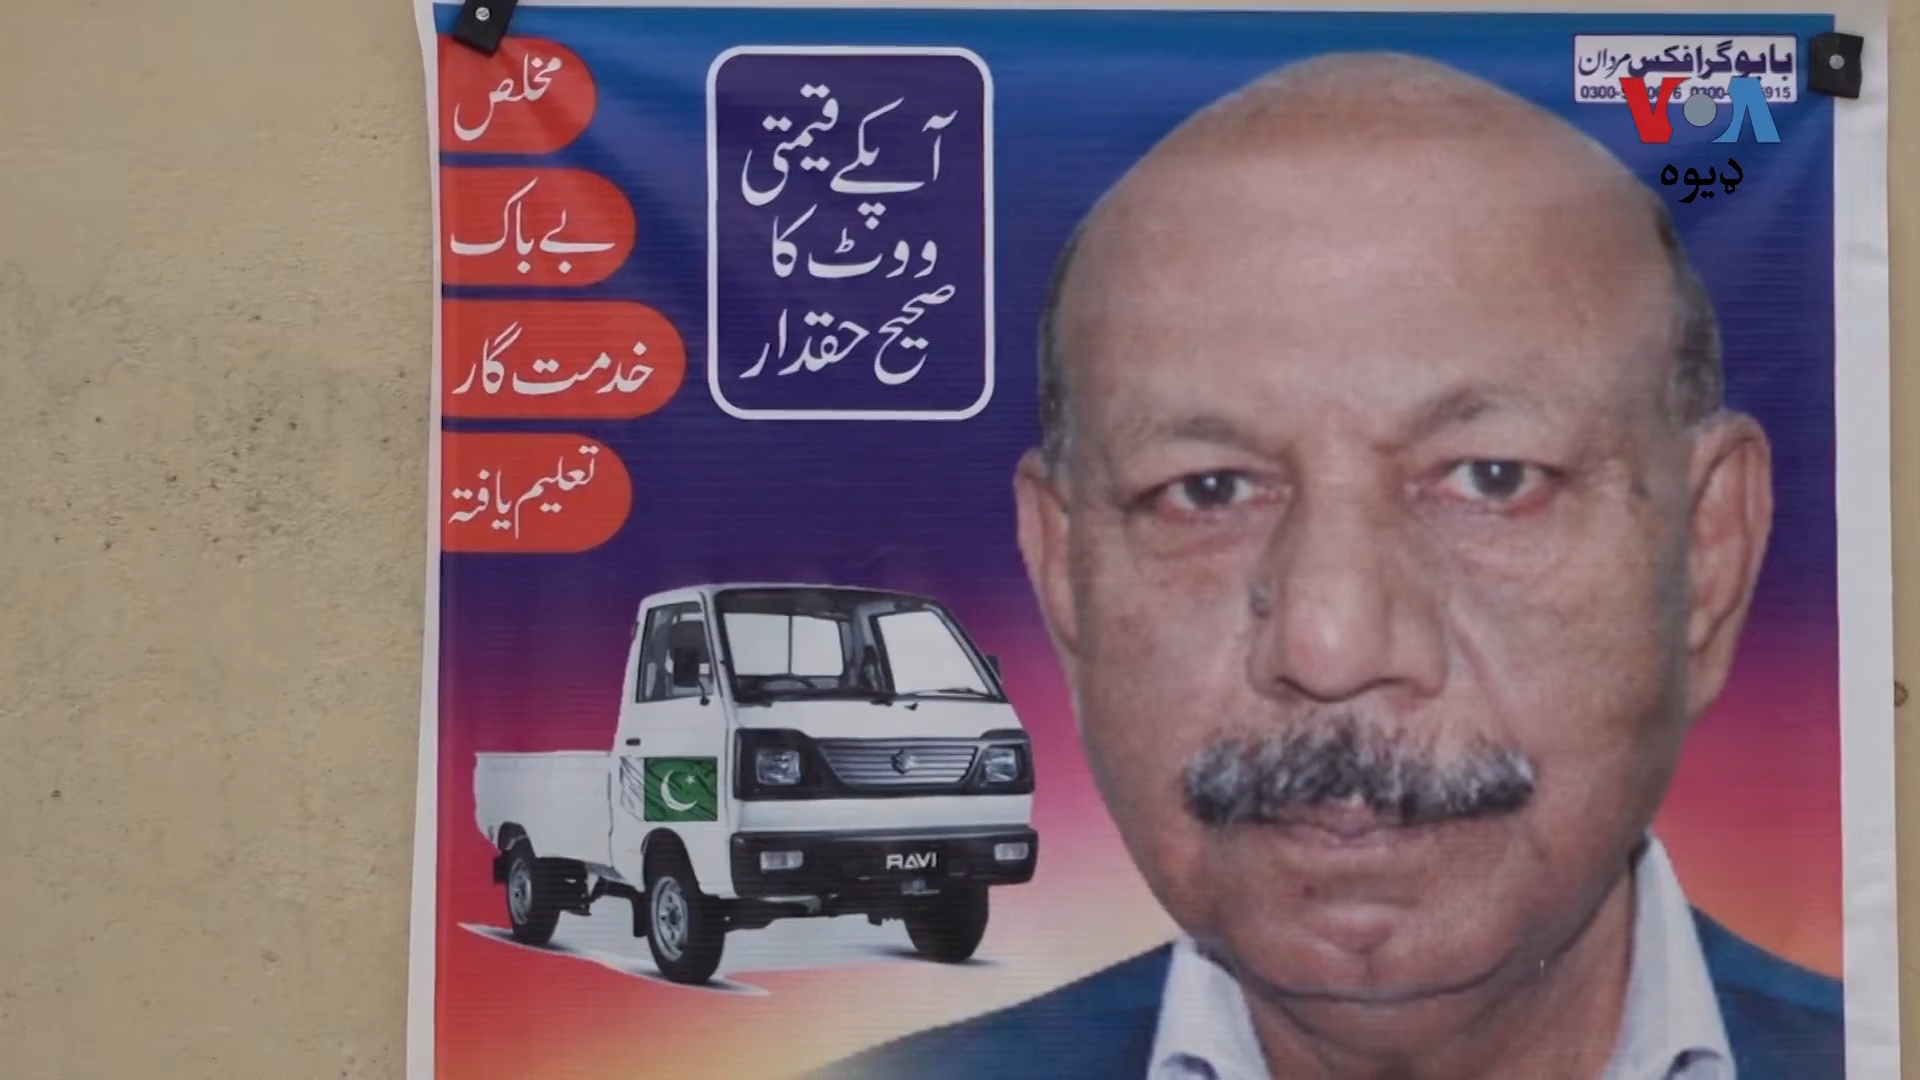 بابو گرافکس مردان
VOA
ډیوه
آپکے قیمتی
ووٹ کا
صحیح حقدار
مخلص
بے باک
خدمت گار
تعلیم یافتہ
RAVI